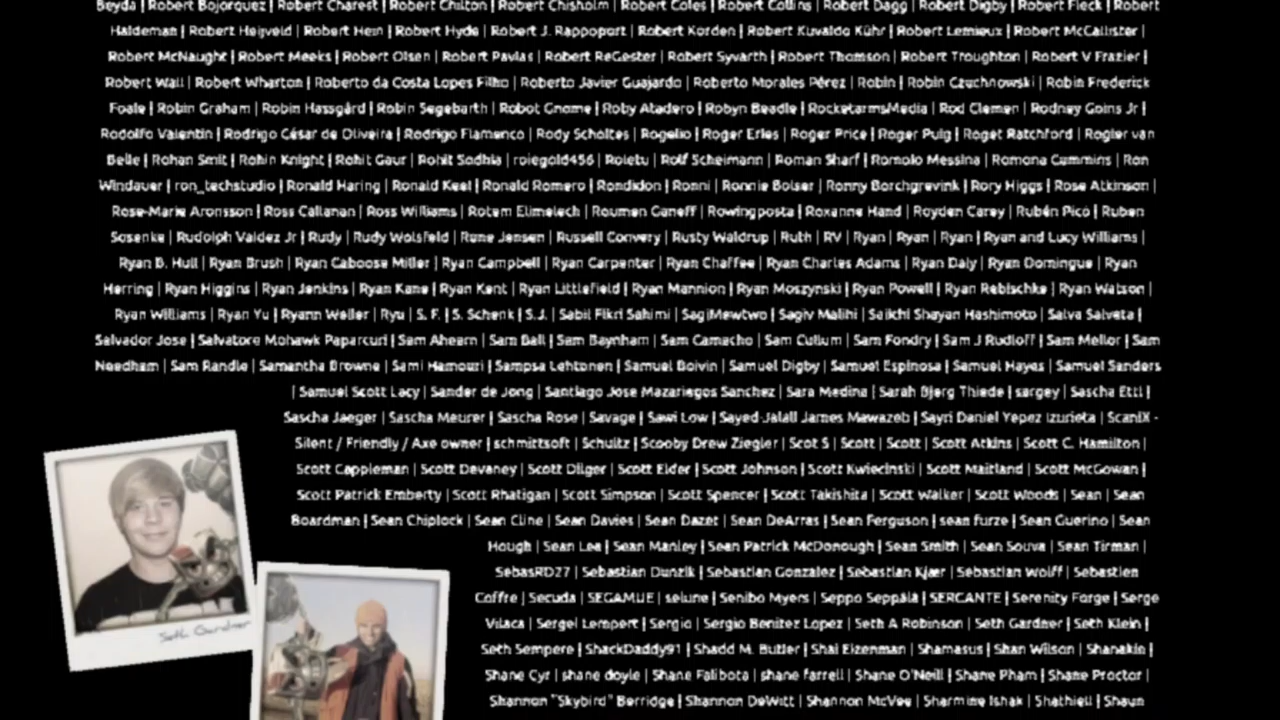 Beyda | Robert Bojorquez | Robert Charest | Robert Chilton | Robert Chisholm | Robert Coles | Robert Collins | Robert Dagg | Robert Digby | Robert Fleck | Robert
Haldeman | Robert Heijveld | Robert Hein | Robert Hyde | Robert J. Rappoport | Robert Korden | Robert Kuvaldo Kühr | Robert Lemieux | Robert McCallister |
Robert McNaught | Robert Meeks | Robert Olsen | Robert Pavlas | Robert ReGester | Robert Syvarth | Robert Thomson | Robert Troughton | Robert V Frazier |
Robert Wall | Robert Wharton | Roberto da Costa Lopes Filho | Roberto Javier Guajardo | Roberto Morales Pérez | Robin | Robin Czuchnowski | Robin Frederick
Foale | Robin Graham | Robin Hassgård | Robin Segebarth | Robot Gnome | Roby Atadero | Robyn Beadle | RocketarmsMedia | Rod Clemen | Rodney Goins Jr |
Rodolfo Valentin | Rodrigo César de Oliveira | Rodrigo Flamenco | Rody Scholtes | Rogelio | Roger Erles | Roger Price | Roger Puig | Roget Ratchford | Rogier van
Belle | Rohan Smit | Rohin Knight | Rohit Gaur | Rohit Sodhia | roiegold456 | Roletu | Rolf Scheimann | Roman Sharf | Romolo Messina | Romona Cummins | Ron
Windauer | ron_techstudio | Ronald Haring | Ronald Keel | Ronald Romero | Rondidon | Ronni | Ronnie Bolser | Ronny Borchgrevink | Rory Higgs | Rose Atkinson |
Rose-Marie Aronsson | Ross Callanan | Ross Williams | Rotem Elimelech | Roumen Ganeff | Rowingposta | Roxanne Hand | Royden Carey | Rubén Picó | Ruben
Sosenke | Rudolph Valdez Jr | Rudy | Rudy Wolsfeld | Rune Jensen | Russell Convery | Rusty Waldrup | Ruth | RV | Ryan | Ryan | Ryan | Ryan and Lucy Williams |
Ryan B. Hull | Ryan Brush | Ryan Caboose Miller | Ryan Campbell | Ryan Carpenter | Ryan Chaffee | Ryan Charles Adams | Ryan Daly | Ryan Domingue | Ryan
Herring | Ryan Higgins | Ryan Jenkins | Ryan Kane | Ryan Kent | Ryan Littlefield | Ryan Mannion | Ryan Moszynski | Ryan Powell | Ryan Rebischke | Ryan Watson |
Ryan Williams | Ryan Yu | Ryann Weller | Ryu | S. F. | S. Schenk | S.J. | Sabil Fikri Sahimi | SagjMewtwo | Sagiv Malihi | Saikhi Shayan Hashimoto | Salva Salveta |
Salvador Jose | Salvatore Mohawk Paparcuri | Sam Ahearn | Sam Ball | Sam Baynham | Sam Camacho | Sam Cullum | Sam Fondry | Sam J Rudloff | Sam Mellor | Sam
Needham | Sam Randle | Samantha Browne | Sami Hamouri | Sampsa Lehtonen | Samuel Boivin | Samuel Digby | Samuel Espinosa | Samuel Hayes | Samuel Sanders
| Samuel Scott Lacy | Sander de Jong | Santiago Jose Mazariegos Sanchez | Sara Medina | Sarah Bjerg Thiede | sargey | Sascha Ettl |
Sascha Jaeger | Sascha Meurer | Sascha Rose | Savage | Sawi Low | Sayed-Jalall James Mawazeb | Sayri Daniel Yepez Izurieta | ScanIX -
Silent / Friendly / Axe owner | schmittsoft | Schultz | Scooby Drew Ziegler | Scot S | Scott | Scott | Scott Atkins | Scott C. Hamilton |
Scott Cappleman | Scott Devaney | Scott Dilger | Scott Elder | Scott Johnson | Scott Kwiecinski | Scott Maitland | Scott McGowan |
Scott Patrick Emberty | Scott Rhatigan | Scott Simpson | Scott Spencer | Scott Takishita | Scott Walker | Scott Woods | Sean | Sean
Boardman | Sean Chiplock | Sean Cline | Sean Davies | Sean Dazet | Sean DeArras | Sean Ferguson | sean furze | Sean Guerino | Sean
Hough | Sean Lea | Sean Manley | Sean Patrick McDonough | Sean Smith | Sean Souva | Sean Tirman |
SebasRD27 | Sebastian Dunzik | Sebastian Gonzalez | Sebastian Kjær | Sebastian Wolff | Sebastien
Coffre | Secuda | SEGAMUE | selune | Senibo Myers | Seppo Seppälä | SERCANTE | Serenity Forge | Serge
Vilaca | Sergei Lempert | Sergio | Sergio Benitez Lopez | Seth A Robinson | Seth Gardner | Seth Klein |
Seth Sempere | ShackDaddy91 | Shadd M. Butler | Shai Eizenman | Shamasus | Shan Wilson | Shanakin |
Shane Cyr | shane doyle | Shane Falibota | shane farrell | Shane O'Neill | Shane Pham | Shane Proctor |
Shannon "Skybird" Berridge | Shannon DeWitt | Shannon McVee | Sharmine Ishak | Shathiell | Shaun
Seth Gardner